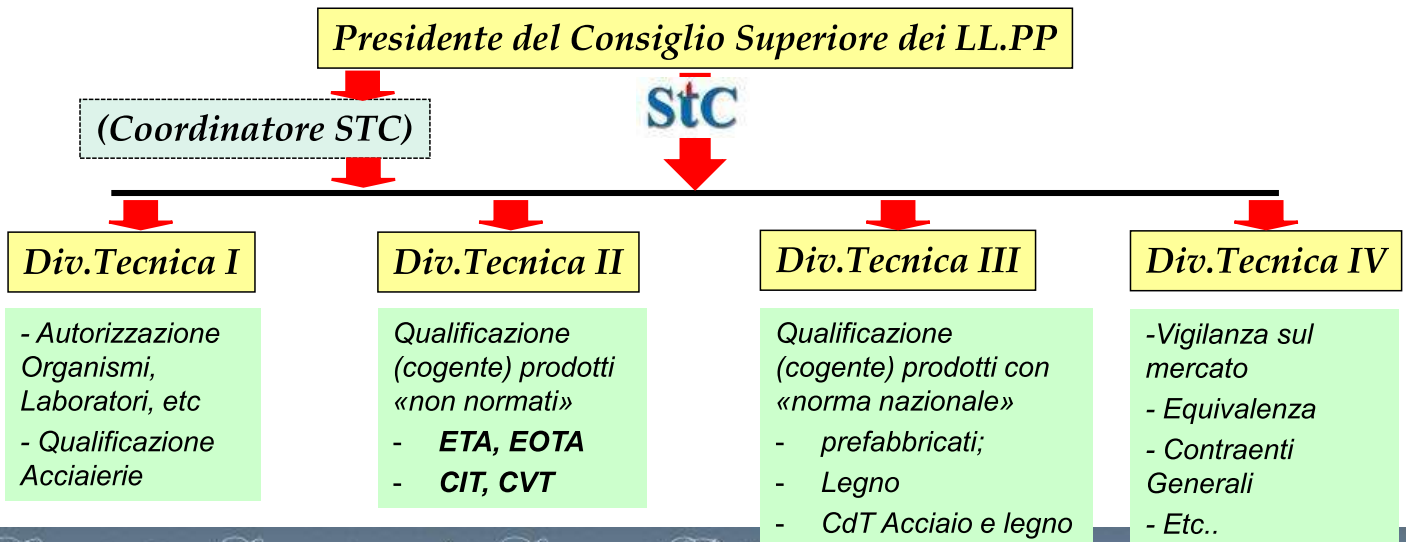 Presidente del Consiglio Superiore dei LL.PP
(Coordinatore STC)
StC
Div.Tecnica I
- Autorizzazione
Organismi,
Laboratori, etc
- Qualificazione
Acciaierie
Div.Tecnica II
Qualificazione
(cogente) prodotti
«non normati»
- ETA, EOTA
- CIT, CVT
Div.Tecnica III
Qualificazione
(cogente) prodotti con
«norma nazionale»
- prefabbricati;
- Legno
- CdT Acciaio e legno
Div.Tecnica IV
-Vigilanza sul
mercato
- Equivalenza
- Contraenti
Generali
- Etc..